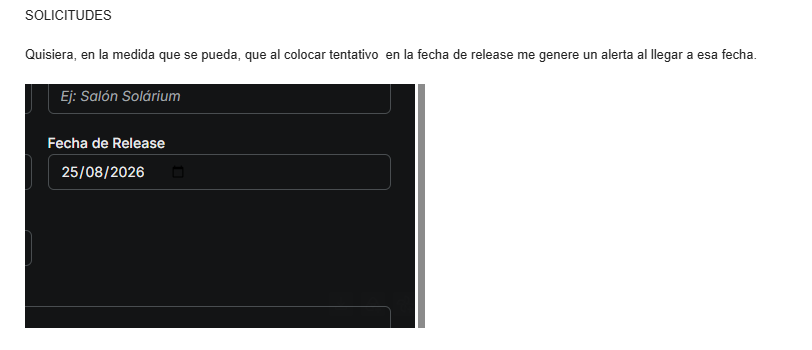 SOLICITUDES
Quisiera, en la medida que se pueda, que al colocar tentativo  en la fecha de release me genere un alerta al llegar a esa fecha.
Ej: Salón Solárium
Fecha de Release
25/08/2026